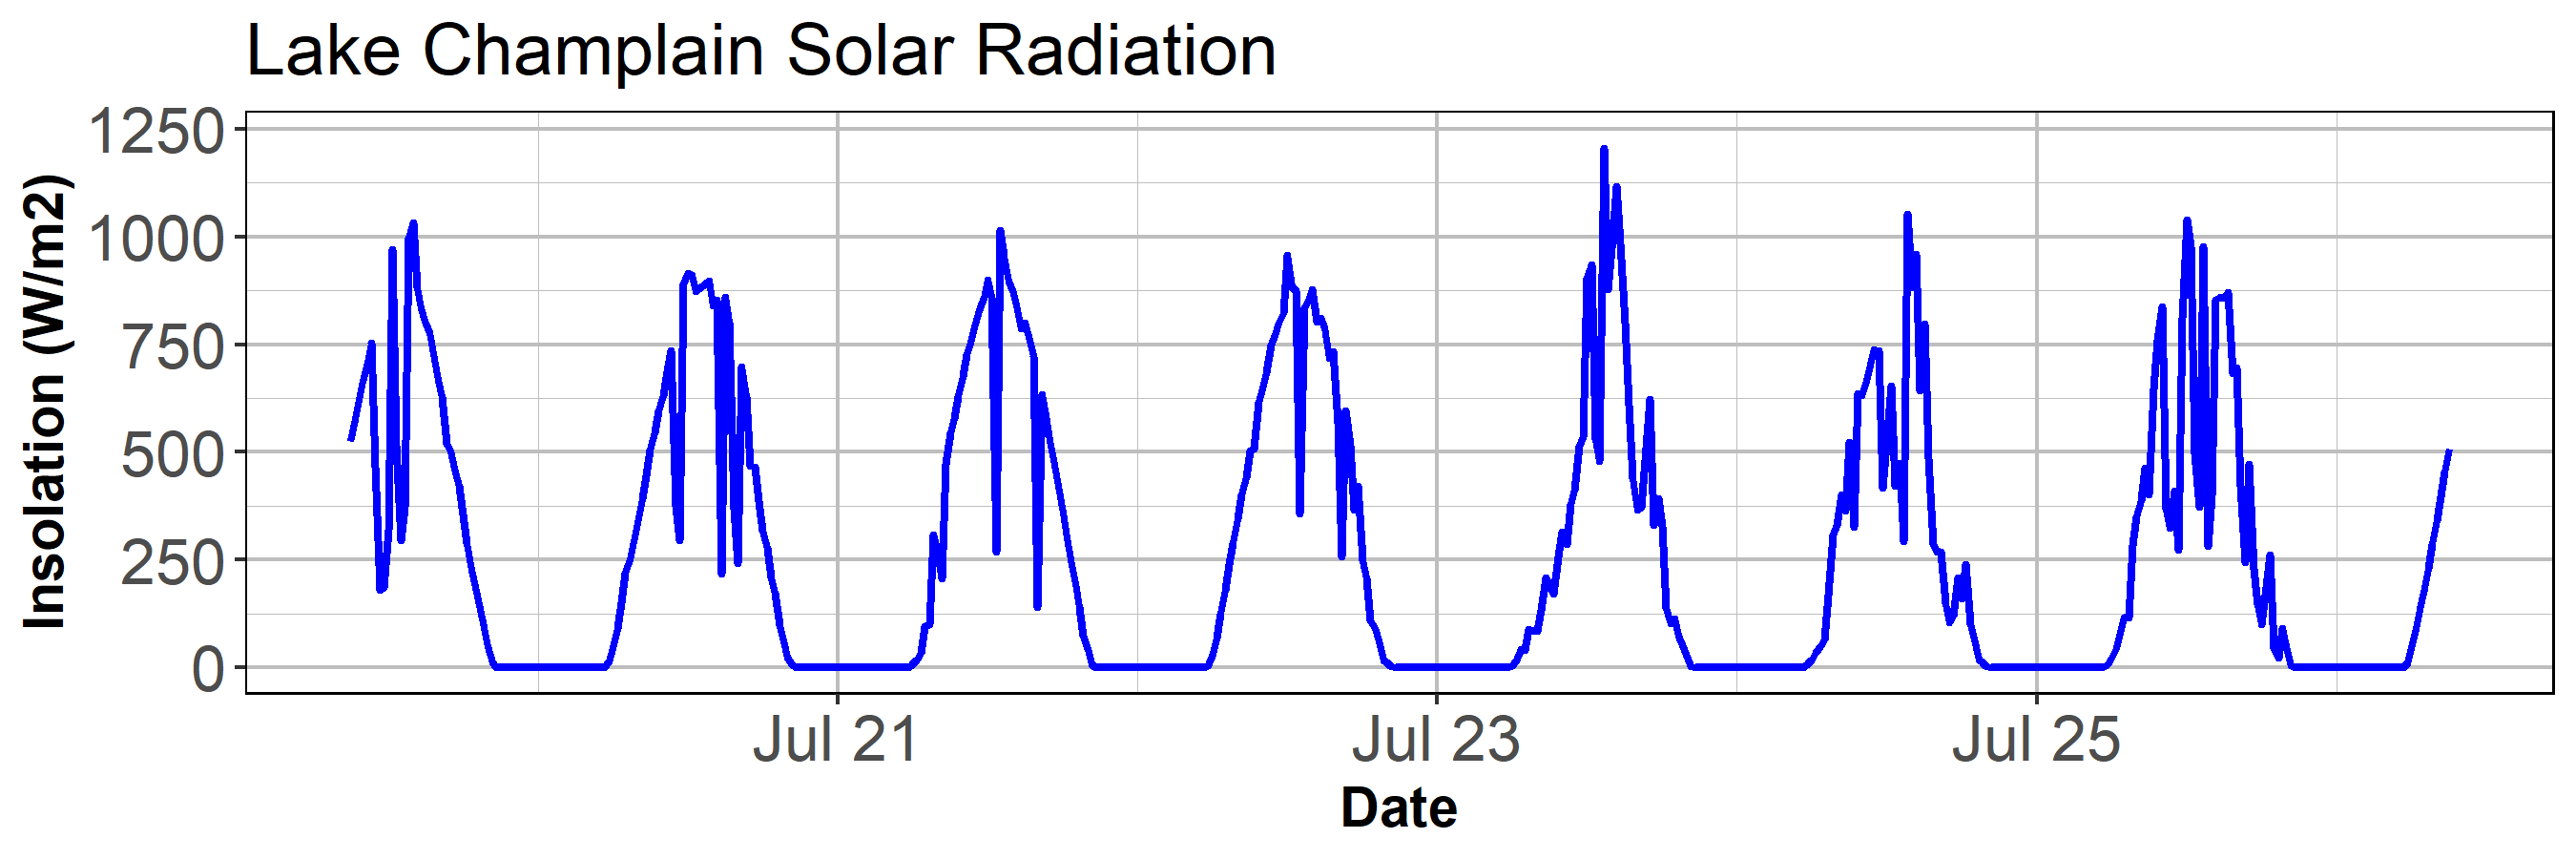 Lake Champlain Solar Radiation
Insolation (W/m2)
1250
1000
750
500
250
0
Jul 21
Jul 23
Jul 25
Date